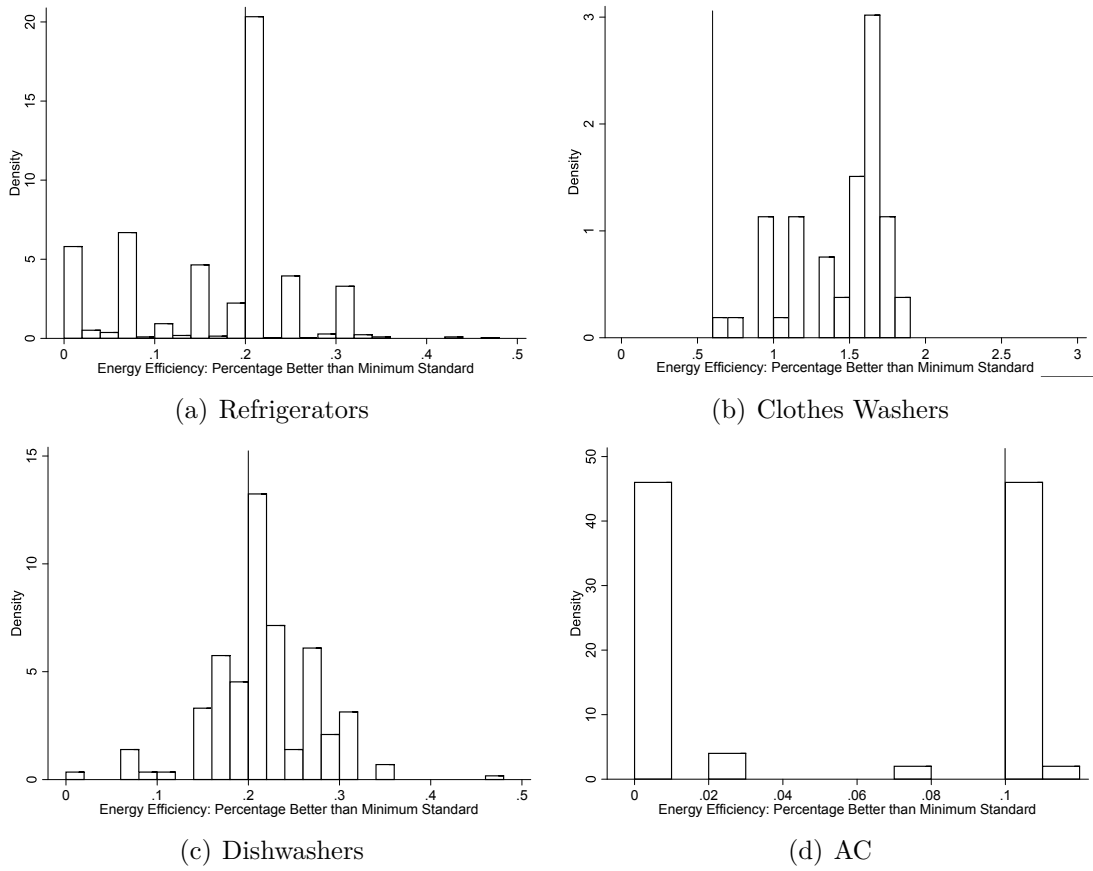 20
15
10
5
0
Density
0 .1 .2 .3 .4 .5
Energy Efficiency: Percentage Better than Minimum Standard
(a) Refrigerators
3
2
1
0
Density
0 .5 1 1.5 2 2.5 3
Energy Efficiency: Percentage Better than Minimum Standard
(b) Clothes Washers
15
10
5
0
Density
0 .1 .2 .3 .4 .5
Energy Efficiency: Percentage Better than Minimum Standard
(c) Dishwashers
50
40
30
20
10
0
Density
0 .02 .04 .06 .08 .1
Energy Efficiency: Percentage Better than Minimum Standard
(d) AC